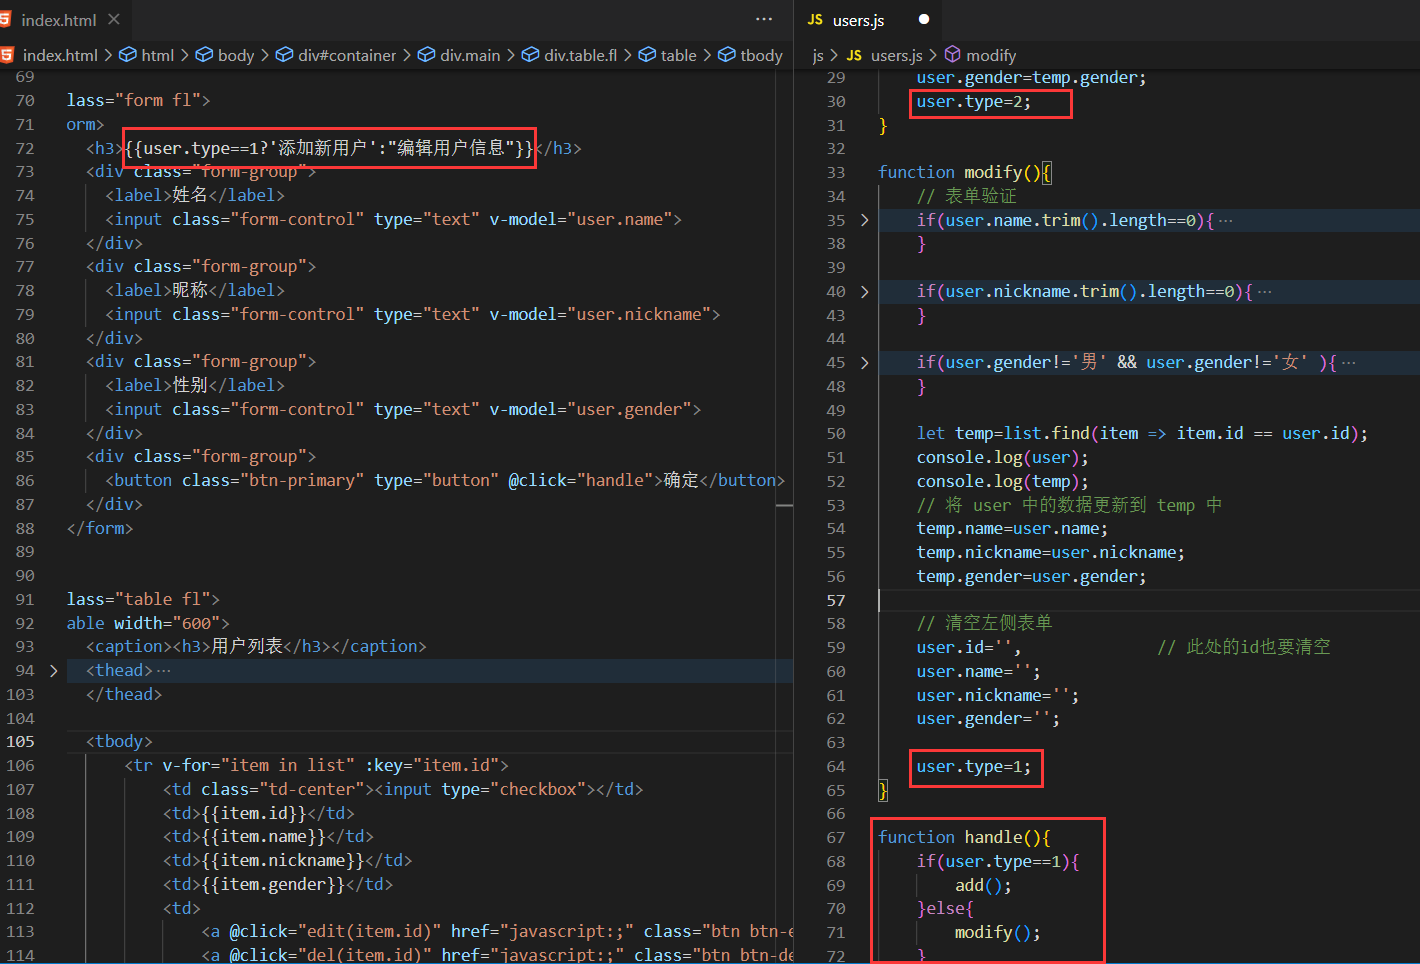 index.html
index.html > html > body > div#container > div.main > div.table.fl > table > tbody
69
70 lass="form fl">
71 orm>
72 <h3>{{user.type==1?'添加新用户':"编辑用户信息"}}</h3>
73 <div class="form-group">
74 <label>姓名</label>
75 <input class="form-control" type="text" v-model="user.name">
76 </div>
77 <div class="form-group">
78 <label>昵称</label>
79 <input class="form-control" type="text" v-model="user.nickname">
80 </div>
81 <div class="form-group">
82 <label>性别</label>
83 <input class="form-control" type="text" v-model="user.gender">
84 </div>
85 <div class="form-group">
86 <button class="btn-primary" type="button" @click="handle">确定</button>
87 </div>
88 </form>
89
90
91 lass="table fl">
92 able width="600">
93 <caption><h3>用户列表</h3></caption>
94 <thead>…
103 </thead>
104
105 <tbody>
106 <tr v-for="item in list" :key="item.id">
107 <td class="td-center"><input type="checkbox"></td>
108 <td>{{item.id}}</td>
109 <td>{{item.name}}</td>
110 <td>{{item.nickname}}</td>
111 <td>{{item.gender}}</td>
112 <td>
113 <a @click="edit(item.id)" href="javascript:;" class="btn btn-e
114 <a @click="del(item.id)" href="javascript:;" class="btn btn-de
JS users.js
js > JS users.js > modify
29 user.gender=temp.gender;
30 user.type=2;
31 }
32
33 function modify(){
34 // 表单验证
35 if(user.name.trim().length==0){…
38 }
39
40 if(user.nickname.trim().length==0){…
43 }
44
45 if(user.gender!='男' && user.gender!='女' ){…
48 }
49
50 let temp=list.find(item => item.id == user.id);
51 console.log(user);
52 console.log(temp);
53 // 将 user 中的数据更新到 temp 中
54 temp.name=user.name;
55 temp.nickname=user.nickname;
56 temp.gender=user.gender;
57
58 // 清空左侧表单
59 user.id='', // 此处的id也要清空
60 user.name='';
61 user.nickname='';
62 user.gender='';
63
64 user.type=1;
65 }
66
67 function handle(){
68 if(user.type==1){
69 add();
70 }else{
71 modify();
72 }